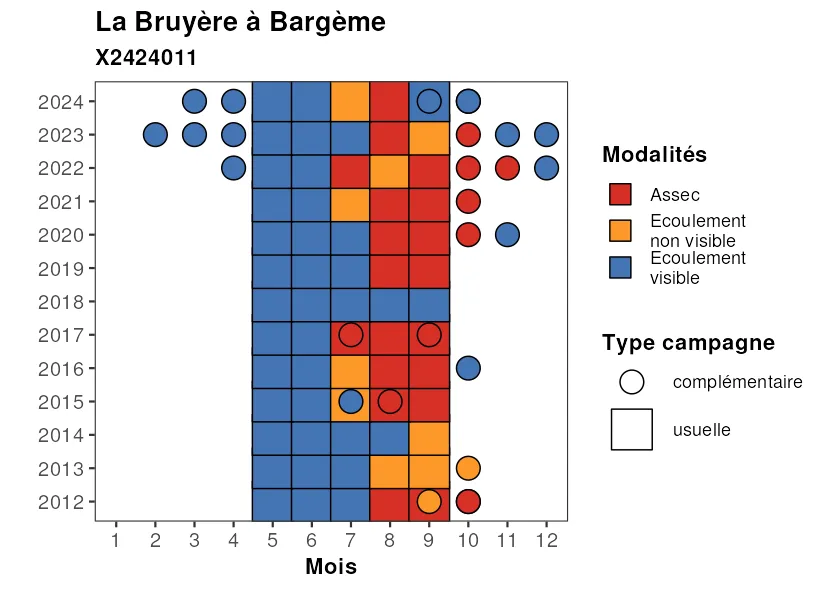 La Bruyère à Bargème
X2424011
2024
2023
2022
2021
2020
2019
2018
2017
2016
2015
2014
2013
2012
1 2 3 4 5 6 7 8 9 10 11 12
Mois
Modalités
Assec
Ecoulement
non visible
Ecoulement
visible
Type campagne
complémentaire
usuelle